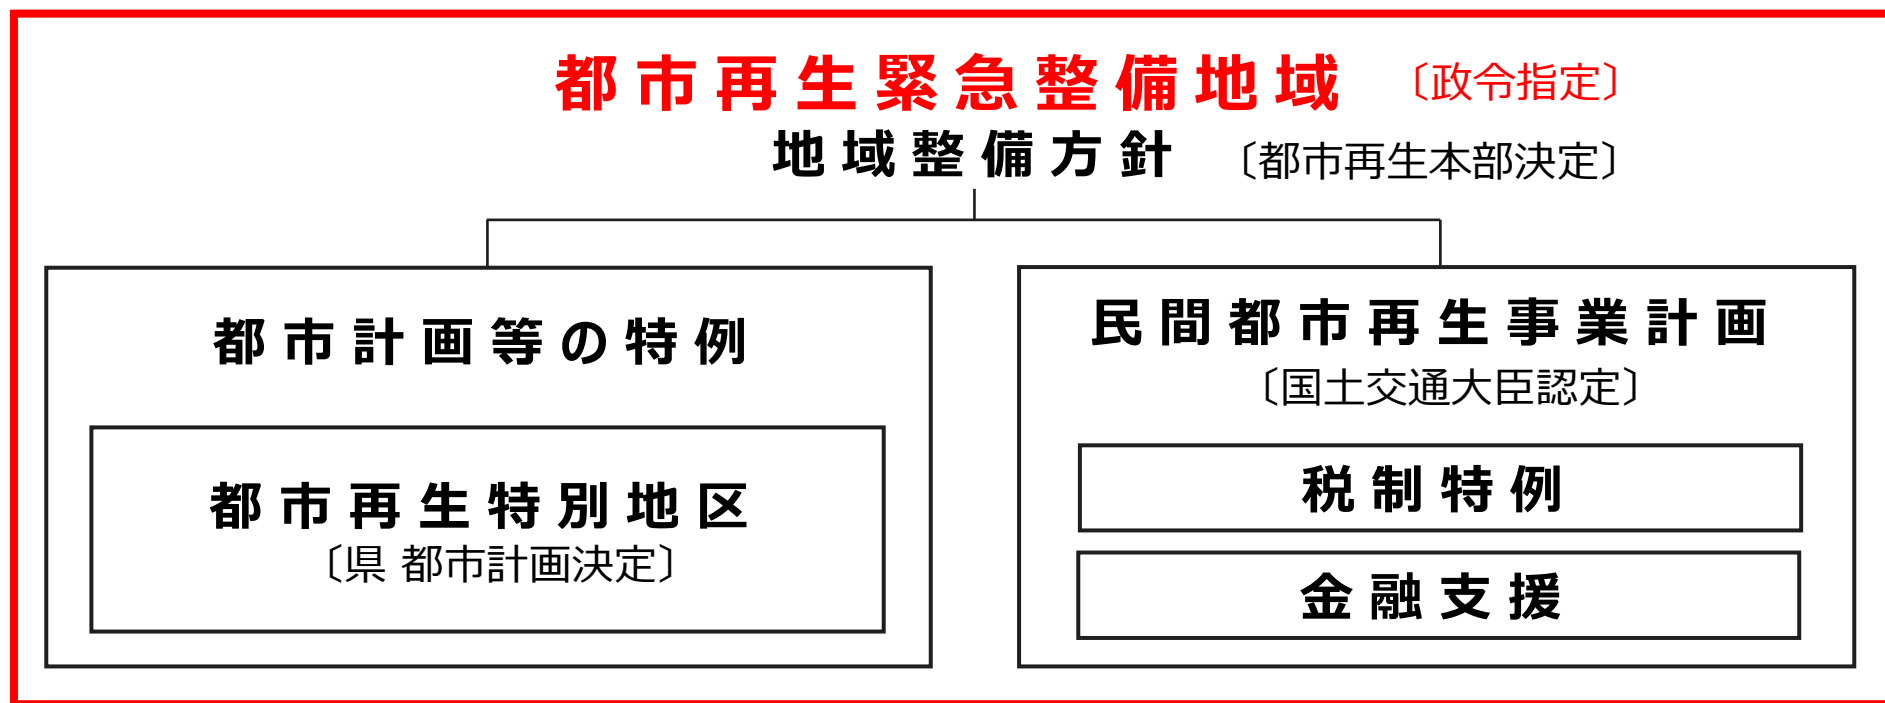 都市再生緊急整備地域 〔政令指定〕
地域整備方針 〔都市再生本部決定〕
都市計画等の特例
都市再生特別地区
〔県 都市計画決定〕
民間都市再生事業計画
〔国土交通大臣認定〕
税制特例
金融支援